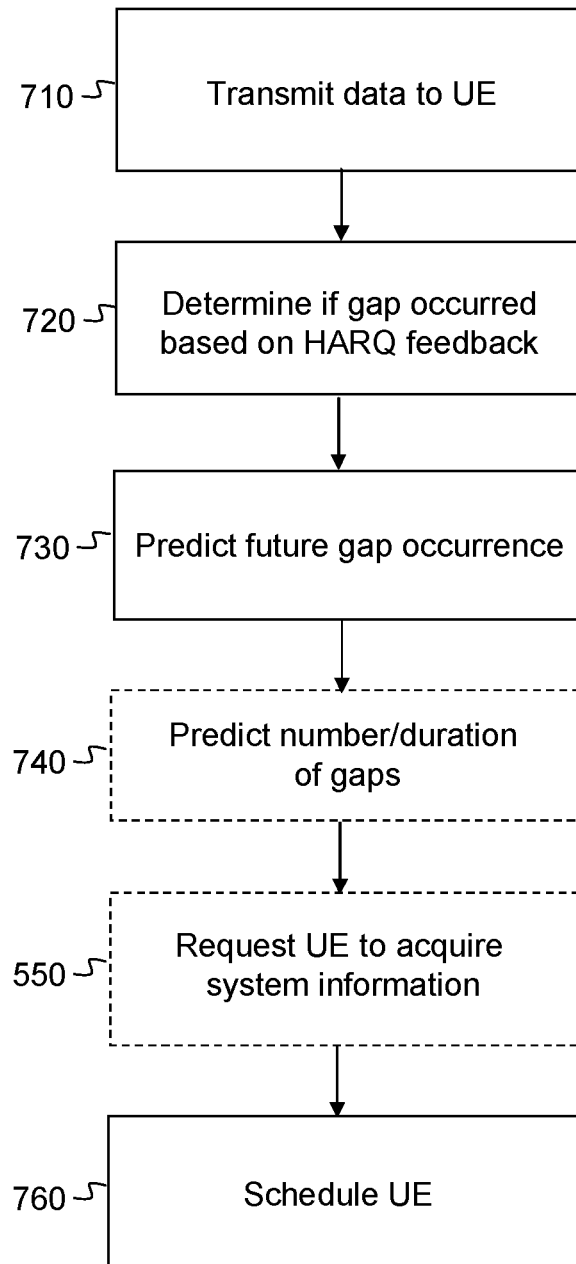 710
Transmit data to UE
720
Determine if gap occurred
based on HARQ feedback
730
Predict future gap occurrence
740
Predict number/duration
of gaps
550
Request UE to acquire
system information
760
Schedule UE